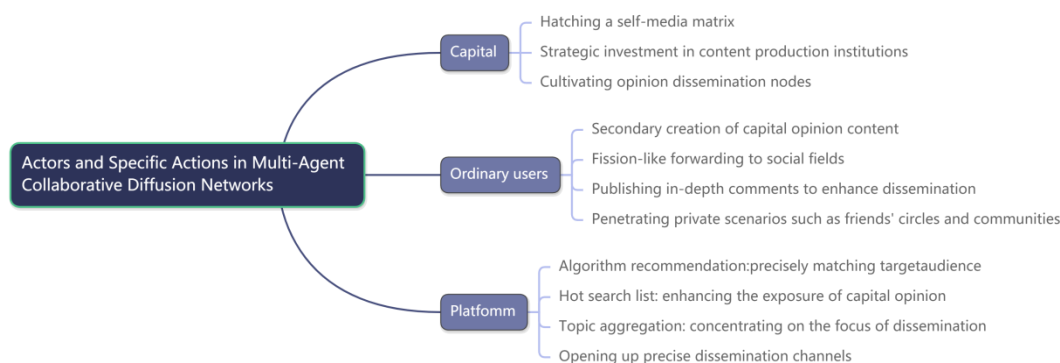 Actors and Specific Actions in Multi-Agent
Collaborative Diffusion Networks
Capital
Hatching a self-media matrix
Strategic investment in content production institutions
Cultivating opinion dissemination nodes
Ordinary users
Secondary creation of capital opinion content
Fission-like forwarding to social fields
Publishing in-depth comments to enhance dissemination
Penetrating private scenarios such as friends' circles and communities
Platfomm
Algorithm recommendation:precisely matching targetaudience
Hot search list: enhancing the exposure of capital opinion
Topic aggregation: concentrating on the focus of dissemination
Opening up precise dissemination channels